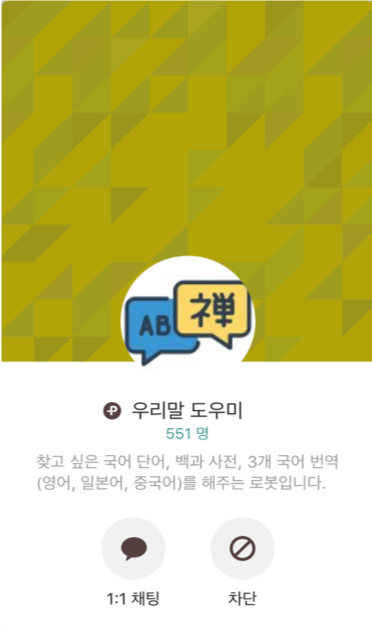 AB
禅
P 우리말 도우미
551 명
찾고 싶은 국어 단어, 백과 사전, 3개 국어 번역
(영어, 일본어, 중국어)를 해주는 로봇입니다.
1:1 채팅
차단